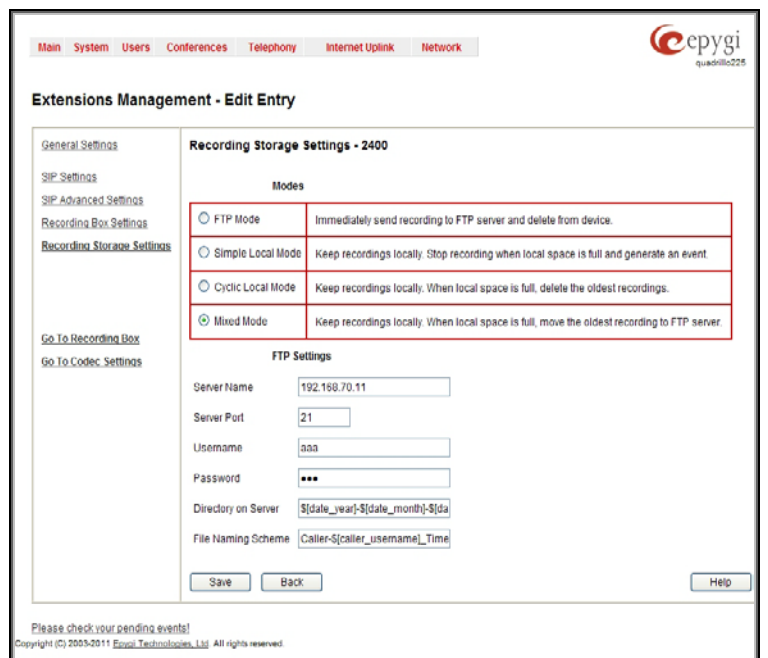 Main System Users Conferences Telephony Internet Uplink Network
epygi
quadrillo225
Extensions Management - Edit Entry
General Settings
SIP Settings
SIP Advanced Settings
Recording Box Settings
Recording Storage Settings
Go To Recording Box
Go To Codec Settings
Recording Storage Settings - 2400
Modes
FTP Mode Immediately send recording to FTP server and delete from device.
Simple Local Mode Keep recordings locally. Stop recording when local space is full and generate an event.
Cyclic Local Mode Keep recordings locally. When local space is full, delete the oldest recordings.
Mixed Mode Keep recordings locally. When local space is full, move the oldest recording to FTP server.
FTP Settings
Server Name 192.168.70.11
Server Port 21
Username aaa
Password •••
Directory on Server $[date_year]-$[date_month]-$[da
File Naming Scheme Caller-$[caller_username]_Time
Save Back Help
Please check your pending events!
Copyright (C) 2003-2011 Epygi Technologies, Ltd. All rights reserved.